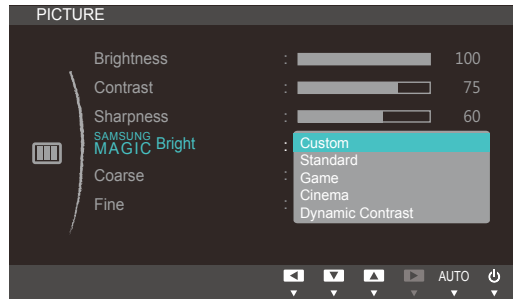 PICTURE
Brightness : 100
Contrast : 75
Sharpness : 60
SAMSUNG
MAGIC Bright : Custom
Standard
Coarse : Game
Cinema
Fine : Dynamic Contrast
AUTO